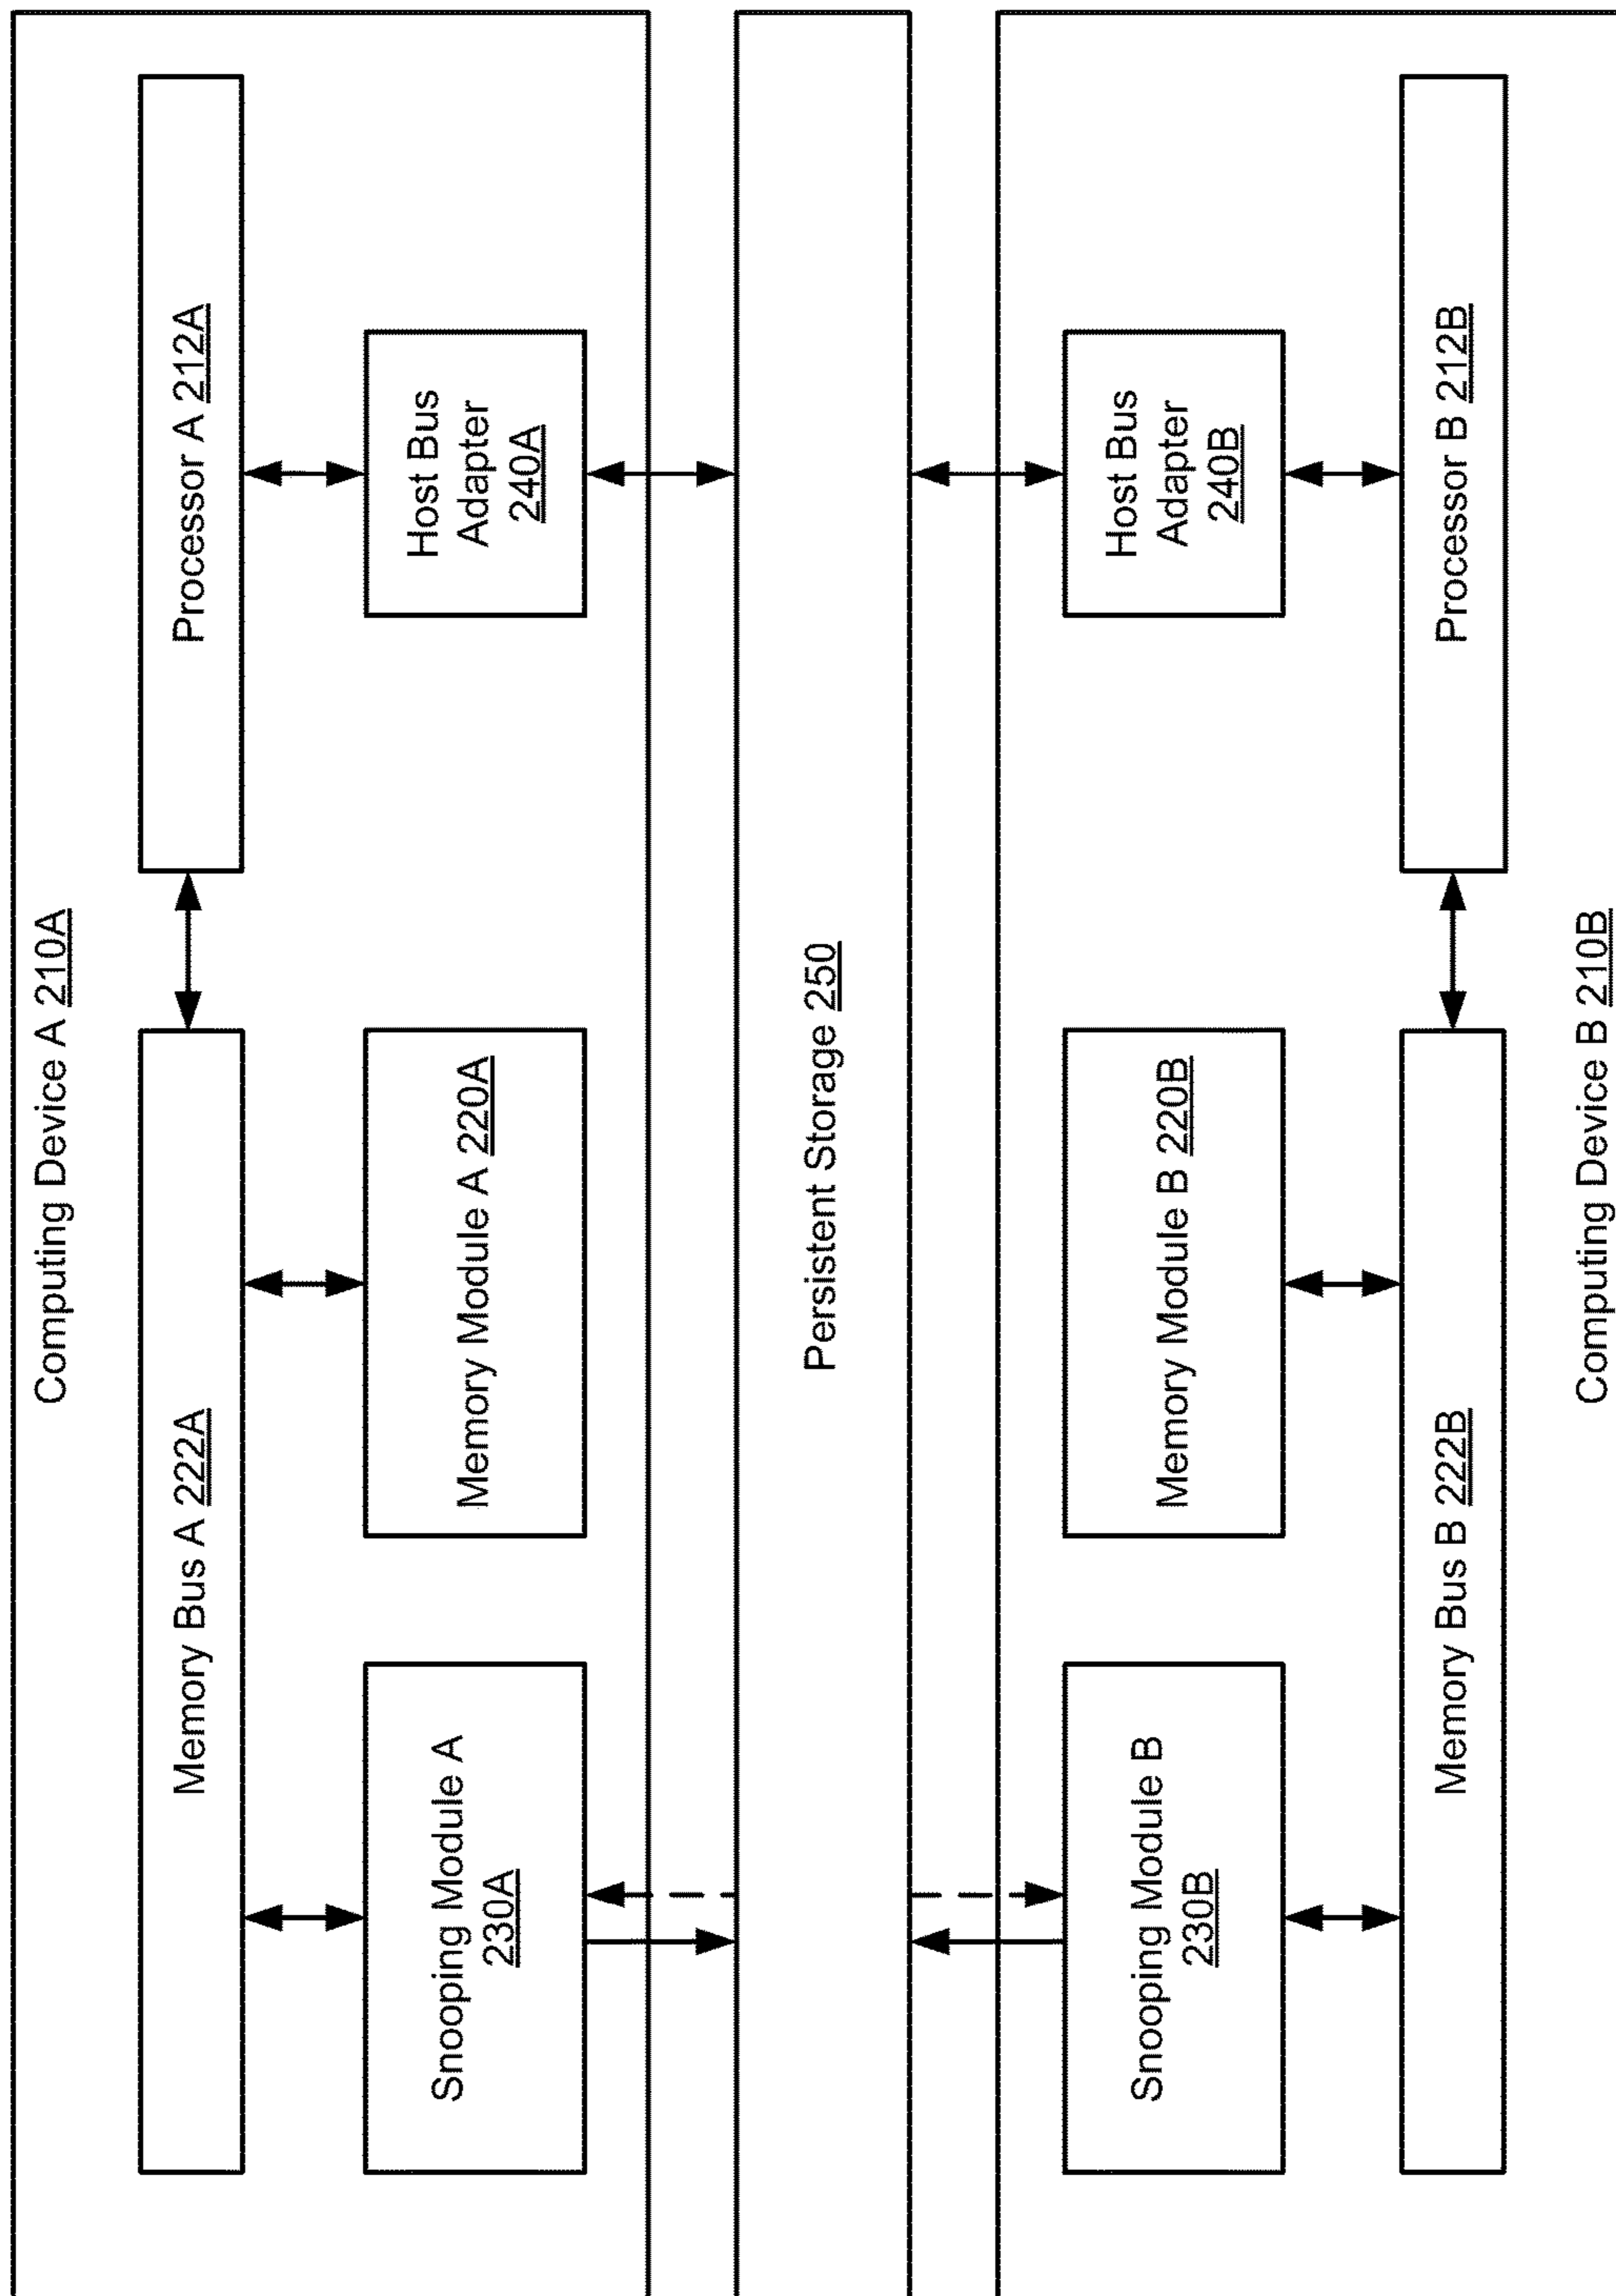 Computing Device A 210A
Memory Bus A 222A
Processor A 212A
Snooping Module A
230A
Memory Module A 220A
Host Bus
Adapter
240A
Persistent Storage 250
Snooping Module B
230B
Memory Module B 220B
Host Bus
Adapter
240B
Memory Bus B 222B
Processor B 212B
Computing Device B 210B